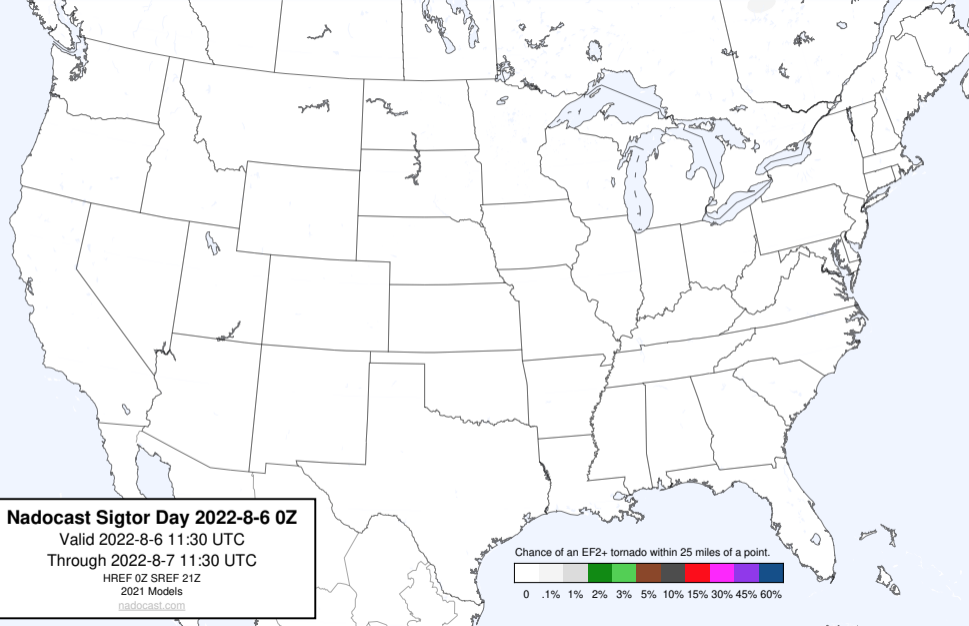 Nadocast Sigtor Day 2022-8-6 0Z
Valid 2022-8-6 11:30 UTC
Through 2022-8-7 11:30 UTC
HREF 0Z SREF 21Z
2021 Models
nadocast.com
Chance of an EF2+ tornado within 25 miles of a point.
0 .1% 1% 2% 3% 5% 10% 15% 30% 45% 60%